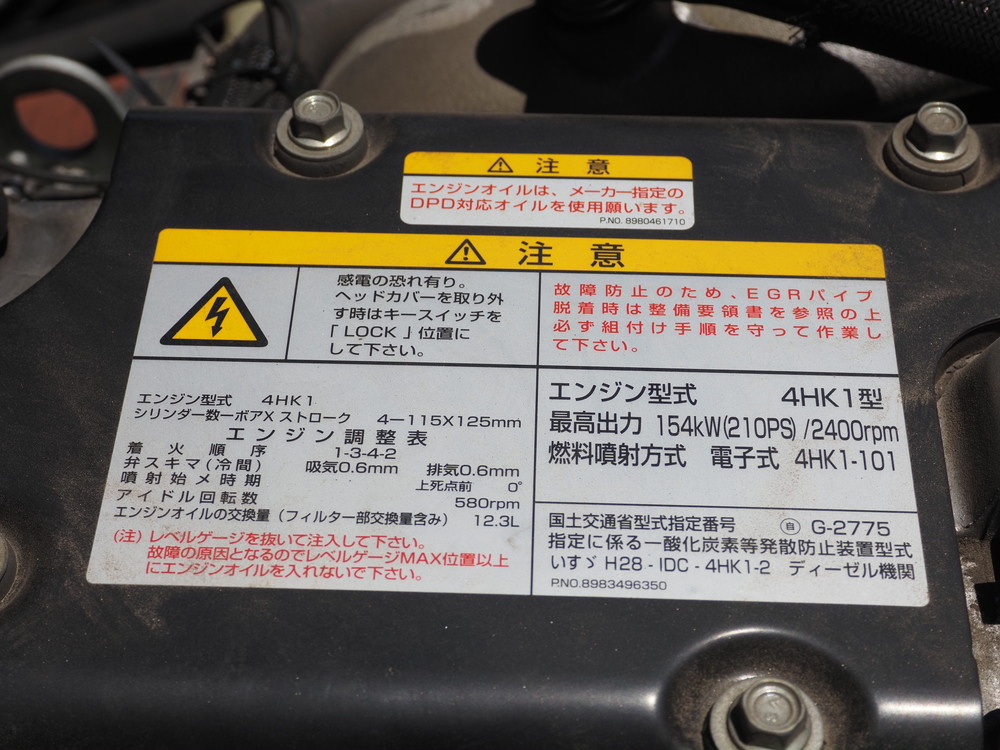 ⚠ 注意
エンジンオイルは、メーカー指定の
DPD対応オイルを使用願います。
P.NO. 8980461710
⚠ 注意
感電の恐れ有り。
ヘッドカバーを取り外
す時はキースイッチを
「LOCK」位置に
して下さい。
故障防止のため、EGRパイプ
脱着時は整備要領書を参照の上
必ず組付け手順を守って作業し
て下さい。
エンジン型式 4HK1
シリンダー数ーボアX ストローク 4ー115X125mm
エンジン調整表
着火順序 1-3-4-2
弁スキマ(冷間) 吸気0.6mm 排気0.6mm
噴射始メ時期 上死点前 0°
アイドル回転数 580rpm
エンジンオイルの交換量(フィルター部交換量含み) 12.3L
(注)レベルゲージを抜いて注入して下さい。
故障の原因となるのでレベルゲージMAX位置以上
にエンジンオイルを入れないで下さい。
エンジン型式 4HK1型
最高出力 154kW(210PS)/2400rpm
燃料噴射方式 電子式 4HK1-101
国土交通省型式指定番号 ㊀自 G-2775
指定に係る一酸化炭素等発散防止装置型式
いすゞ H28-IDC-4HK1-2 ディーゼル機関
P.NO.8983496350